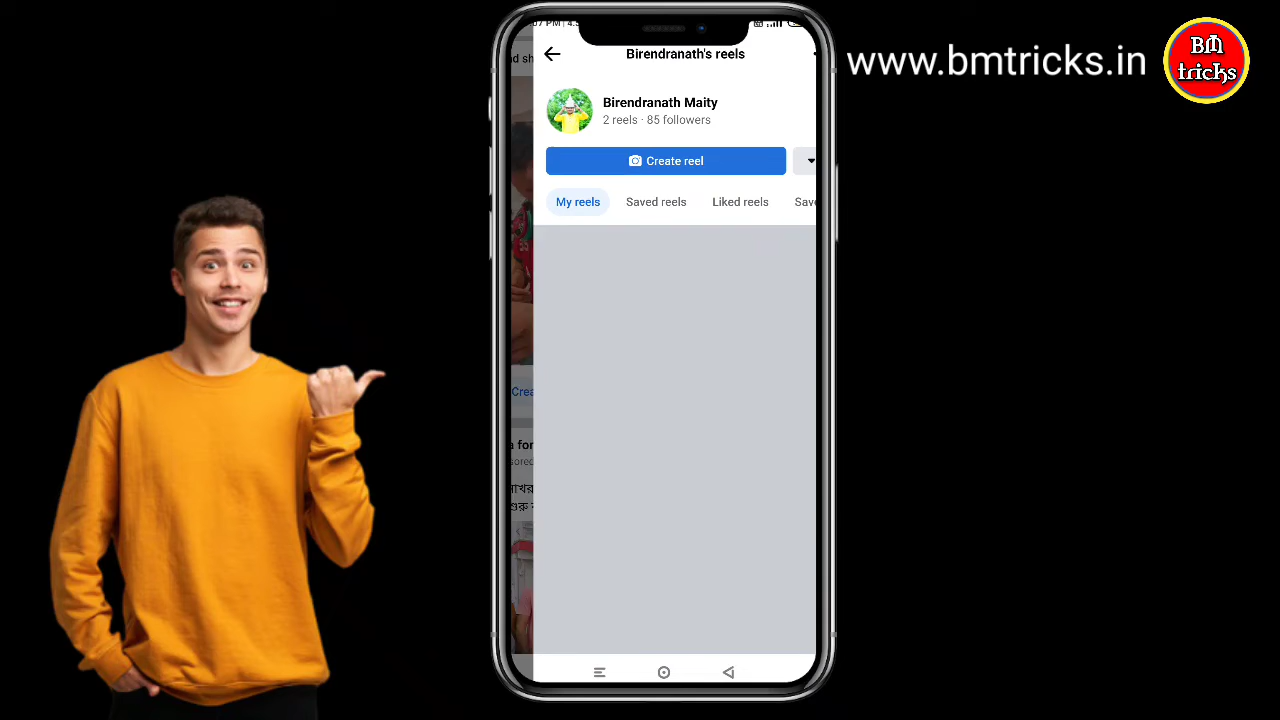 Birendranath's reels
www.bmtricks.in
BM
tricks
Birendranath Maity
2 reels · 85 followers
Create reel
My reels
Saved reels
Liked reels